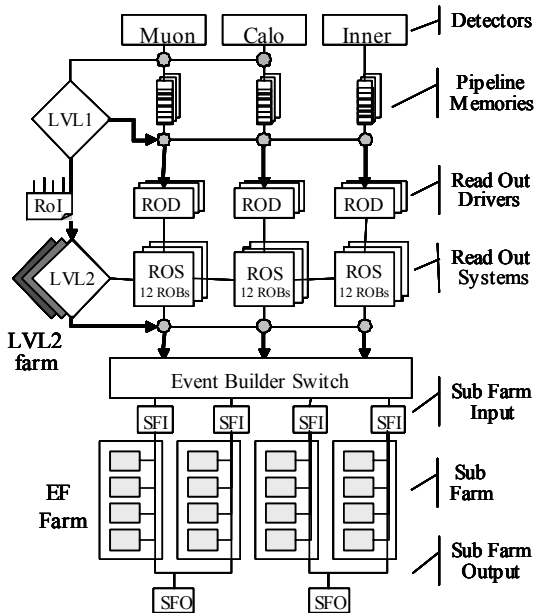 Muon
Calo
Inner
Detectors
Pipeline
Memories
LVL1
RoI
ROD
ROD
ROD
Read Out
Drivers
LVL2
ROS
12 ROBs
ROS
12 ROBs
ROS
12 ROBs
Read Out
Systems
LVL2
farm
Event Builder Switch
SFI
SFI
SFI
SFI
Sub Farm
Input
EF
Farm
Sub
Farm
Sub Farm
Output
SFO
SFO